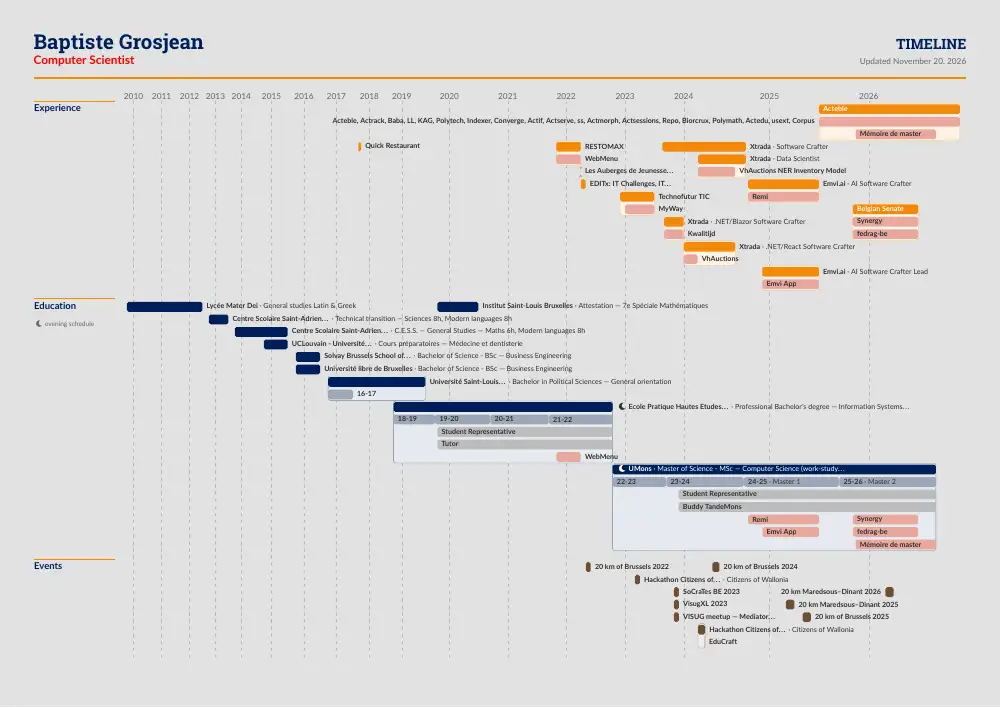 Baptiste Grosjean
Computer Scientist
TIMELINE
Updated November 20. 2026
2010 2011 2012 2013 2014 2015 2016 2017 2018 2019 2020 2021 2022 2023 2024 2025 2026
Experience
Acteble
Acteble, Actrack, Baba, LL, KAG, Polytech, Indexer, Converge, Actif, Actserve, ss, Actmorph, Actsessions, Repo, Biorcrux, Polymath, Actedu, usext, Corpus
Mémoire de master
Quick Restaurant
RESTOMAX
Xtrada · Software Crafter
WebMenu
Xtrada · Data Scientist
Les Auberges de Jeunesse…
VhAuctions NER Inventory Model
EDITx: IT Challenges, IT…
Envi.ai · AI Software Crafter
Technofutur TIC
Remi
MyWay
Belgian Senate
Xtrada · .NET/Blazor Software Crafter
Synergy
Kwalitijd
fedrag-be
Xtrada · .NET/React Software Crafter
VhAuctions
Envi.ai · AI Software Crafter Lead
Emvi App
Education
evening schedule
Lycée Mater Dei · General studies Latin & Greek
Institut Saint-Louis Bruxelles · Attestation — 7e Spéciale Mathématiques
Centre Scolaire Saint-Adrien… · Technical transition — Sciences 8h, Modern languages 8h
Centre Scolaire Saint-Adrien… · C.E.S.S. — General Studies — Maths 6h, Modern languages 8h
UCLouvain - Université… · Cours préparatoires — Médecine et dentisterie
Solvay Brussels School of… · Bachelor of Science - BSc — Business Engineering
Université libre de Bruxelles · Bachelor of Science - BSc — Business Engineering
Université Saint-Louis… · Bachelor in Political Sciences — General orientation
16-17
Ecole Pratique Hautes Etudes… · Professional Bachelor's degree — Information Systems…
18-19 19-20 20-21 21-22
Student Representative
Tutor
WebMenu
UMons · Master of Science - MSc — Computer Science (work-study…
22-23 23-24 24-25 · Master 1 25-26 · Master 2
Student Representative
Buddy TandeMons
Remi Synergy
Emvi App fedrag-be
Mémoire de master
Events
20 km of Brussels 2022
20 km of Brussels 2024
Hackathon Citizens of… · Citizens of Wallonia
SoCraTes BE 2023
20 km Maredsous–Dinant 2026
VisugXL 2023
20 km Maredsous–Dinant 2025
VISUG meetup — Mediator…
20 km of Brussels 2025
Hackathon Citizens of… · Citizens of Wallonia
EduCraft